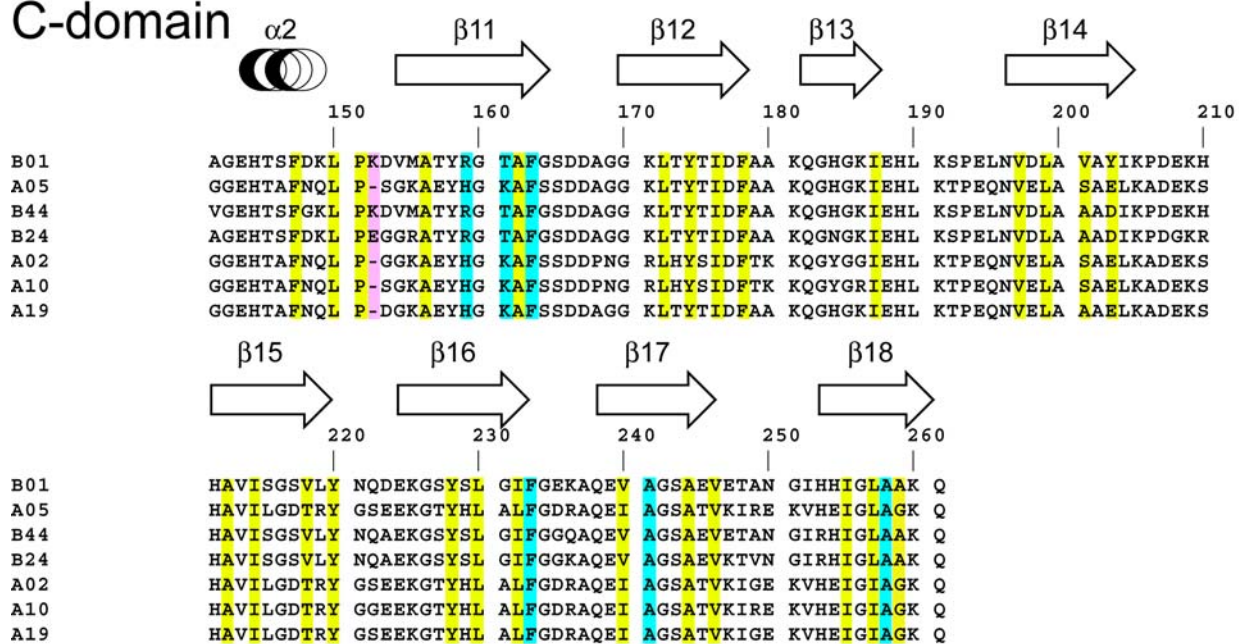 C-domain
α2 β11 β12 β13 β14
150 160 170 180 190 200 210
B01 AGEHTSFDKL PKDVMATYRG TAFGSDDAGG KLTYTIDFAA KQGHGKIEHL KSPELNVDLA VAYIKPDEKH
A05 GGEHTAFNQL P-SGKAEYHG KAFSSDDAGG KLTYTIDFAA KQGHGKIEHL KTPEQNVELA SAELKADEKS
B44 VGEHTSFGKL PKDVMATYRG TAFGSDDAGG KLTYTIDFAA KQGHGKIEHL KSPELNVDLA AADIKPDEKH
B24 AGEHTSFDKL PEGGRATYRG TAFGSDDAGG KLTYTIDFAA KQGNGKIEHL KSPELNVDLA AADIKPDGKR
A02 GGEHTAFNQL P-GGKAEYHG KAFSSDDPNG RLHYSIDFTK KQGYGGIEHL KTPEQNVELA SAELKADEKS
A10 GGEHTAFNQL P-SGKAEYHG KAFSSDDPNG RLHYSIDFTK KQGYGRIEHL KTPEQNVELA SAELKADEKS
A19 GGEHTAFNQL P-DGKAEYHG KAFSSDDAGG KLTYTIDFAA KQGHGKIEHL KTPEQNVELA AAELKADEKS
β15 β16 β17 β18
220 230 240 250 260
B01 HAVISGSVLY NQDEKGSYSL GIFGEKAQEV AGSAEVETAN GIHHIGLAAK Q
A05 HAVILGDTRY GSEEKGTYHL ALFGDRAQEI AGSATVKIRE KVHEIGLAGK Q
B44 HAVISGSVLY NQAEKGSYSL GIFGGQAQEV AGSAEVETAN GIRHIGLAAK Q
B24 HAVISGSVLY NQAEKGSYSL GIFGGKAQEV AGSAEVKTVN GIRHIGLAAK Q
A02 HAVILGDTRY GSEEKGTYHL ALFGDRAQEI AGSATVKIGE KVHEIGIAGK Q
A10 HAVILGDTRY GGEEKGTYHL ALFGDRAQEI AGSATVKIRE KVHEIGIAGK Q
A19 HAVILGDTRY GSEEKGTYHL ALFGDRAQEI AGSATVKIGE KVHEIGIAGK Q